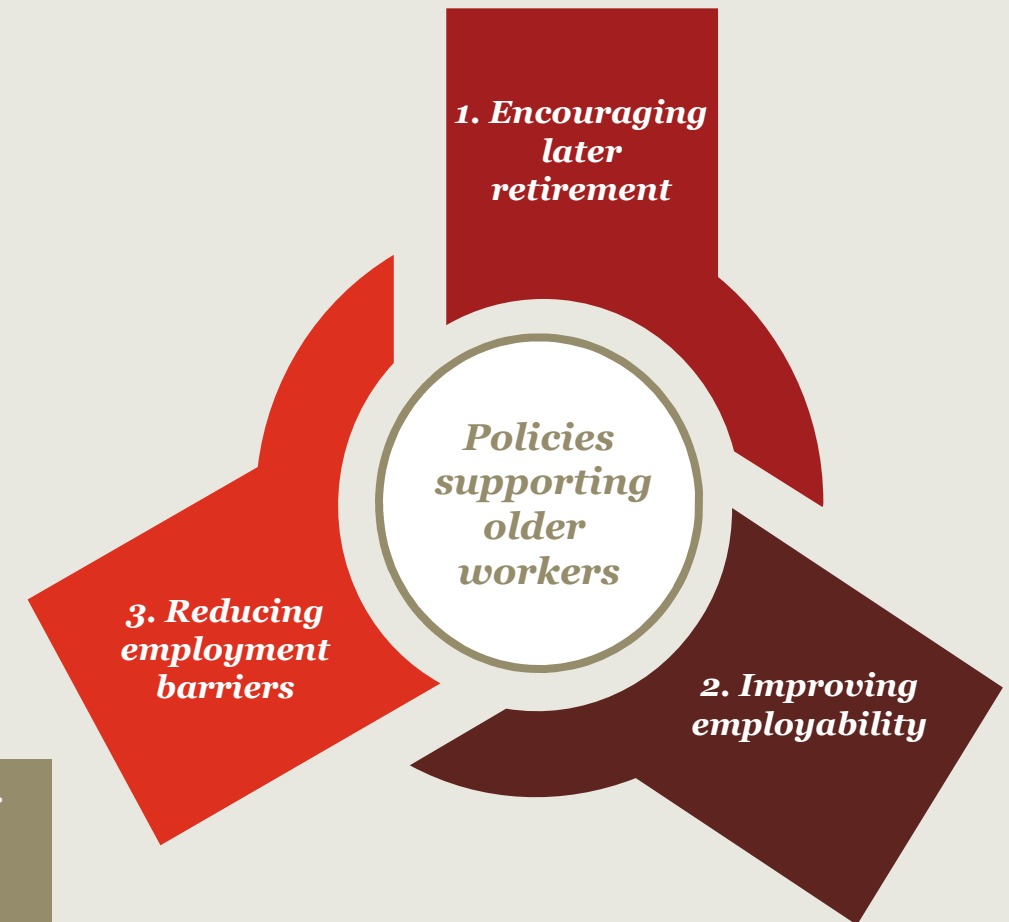 1. Encouraging
later
retirement
Policies
supporting
older
workers
3. Reducing
employment
barriers
2. Improving
employability